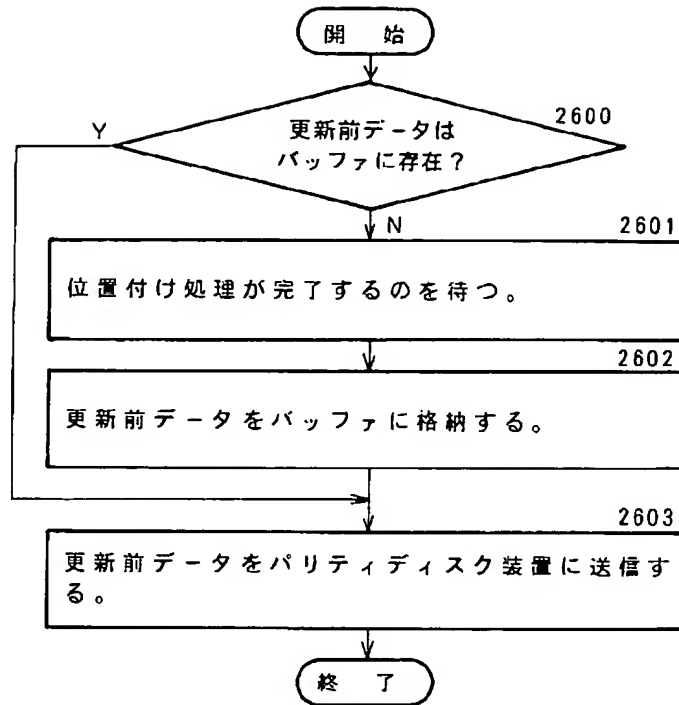 開 始
2600
更新前データは
バッファに存在?
Y
N
2601
位置付け処理が完了するのを待つ。
2602
更新前データをバッファに格納する。
2603
更新前データをパリティディスク装置に送信す
る。
終 了